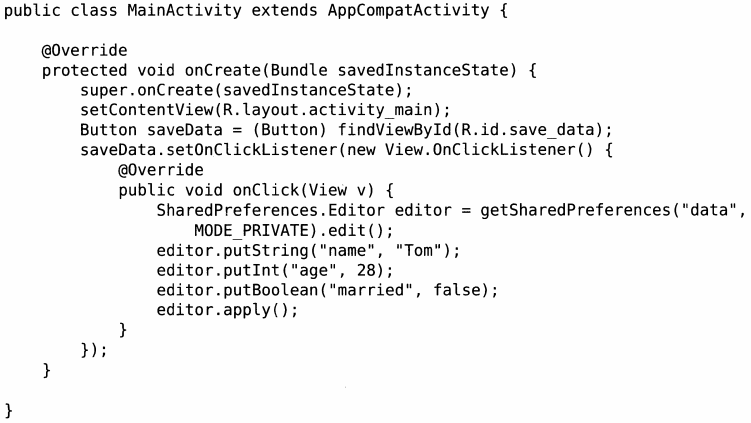 public class MainActivity extends AppCompatActivity {
@Override
protected void onCreate(Bundle savedInstanceState) {
super.onCreate(savedInstanceState);
setContentView(R.layout.activity_main);
Button saveData = (Button) findViewById(R.id.save_data);
saveData.setOnClickListener(new View.OnClickListener() {
@Override
public void onClick(View v) {
SharedPreferences.Editor editor = getSharedPreferences("data",
MODE_PRIVATE).edit();
editor.putString("name", "Tom");
editor.putInt("age", 28);
editor.putBoolean("married", false);
editor.apply();
}
});
}
}